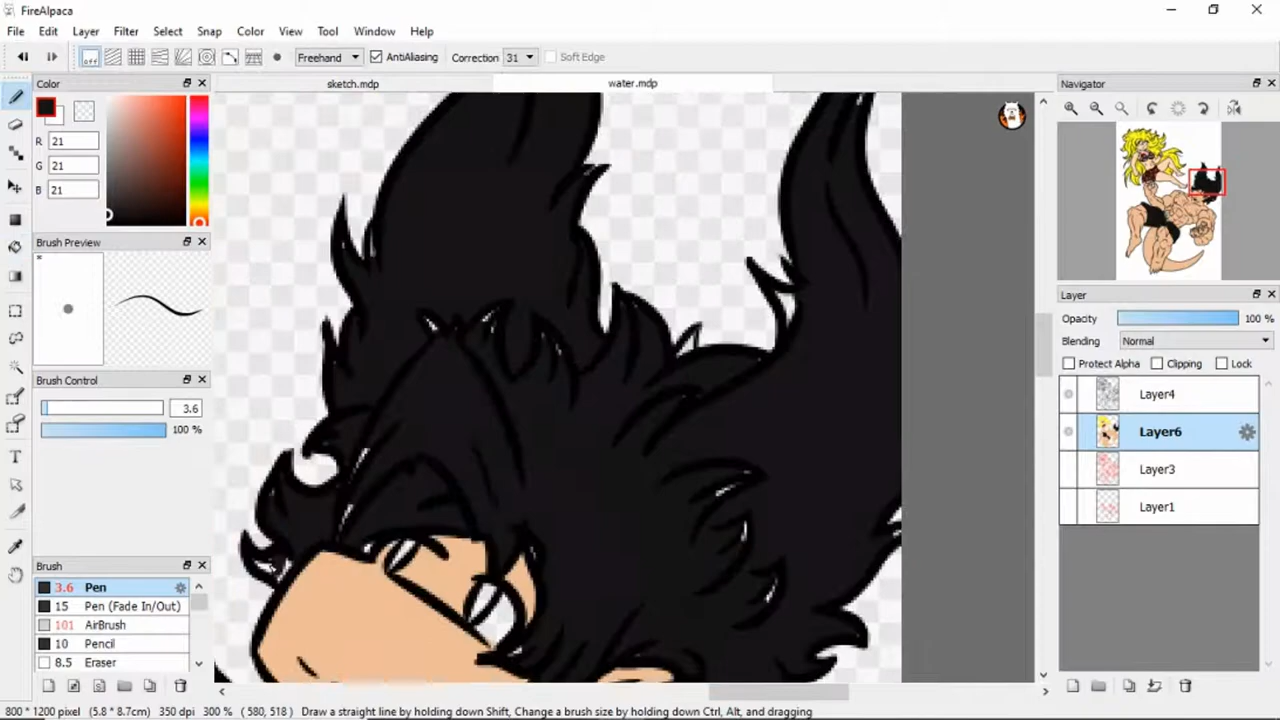 FireAlpaca
File Edit Layer Filter Select Snap Color View Tool Window Help
off Freehand AntiAliasing Correction 31 Soft Edge
Color
R 21
G 21
B 21
Brush Preview
*
Brush Control
3.6
100 %
Brush
3.6 Pen
15 Pen (Fade In/Out)
101 AirBrush
10 Pencil
8.5 Eraser
sketch.mdp water.mdp
Navigator
Layer
Opacity 100 %
Blending Normal
Protect Alpha Clipping Lock
Layer4
Layer6
Layer3
Layer1
800 * 1200 pixel (5.8 * 8.7cm) 350 dpi 300 % ( 580, 518 ) Draw a straight line by holding down Shift, Change a brush size by holding down Ctrl, Alt, and dragging